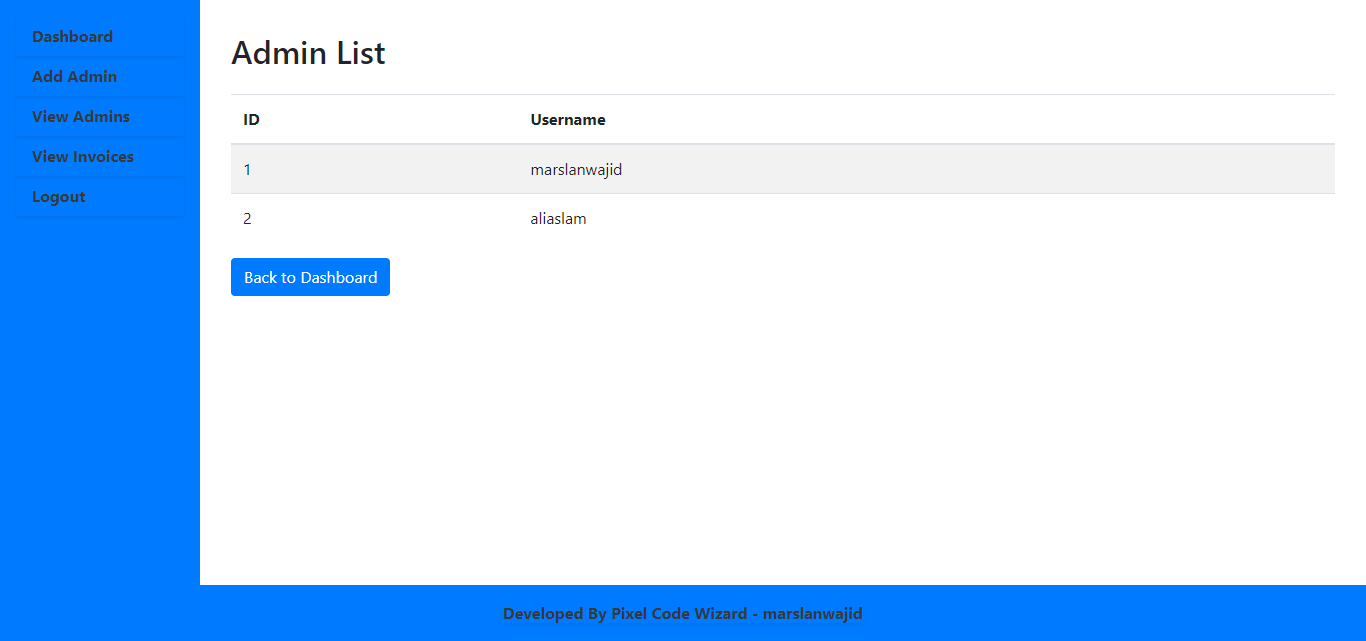 Dashboard
Add Admin
View Admins
View Invoices
Logout
Admin List
ID Username
1 marslanwajid
2 aliaslam
Back to Dashboard
Developed By Pixel Code Wizard - marslanwajid